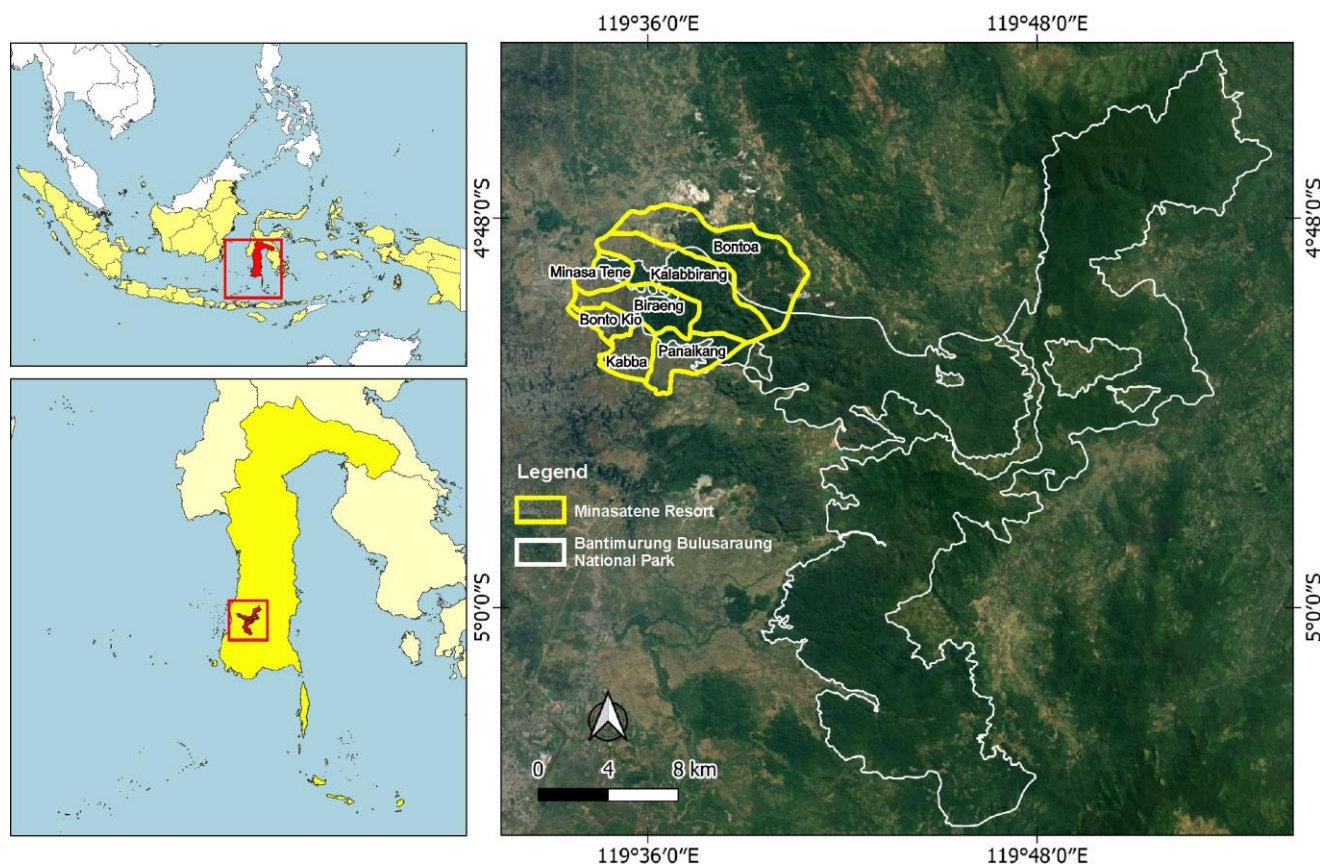 119°36′0″E
119°48′0″E
4°48′0″S
4°48′0″S
Bontoa
Minasa Tene
Kalabbirang
Biraeng
Bonto Kio
Panaikang
Kabba
Legend
Minasatene Resort
Bantimurung Bulusaraung
National Park
5°0′0″S
5°0′0″S
0
4
8 km
119°36′0″E
119°48′0″E